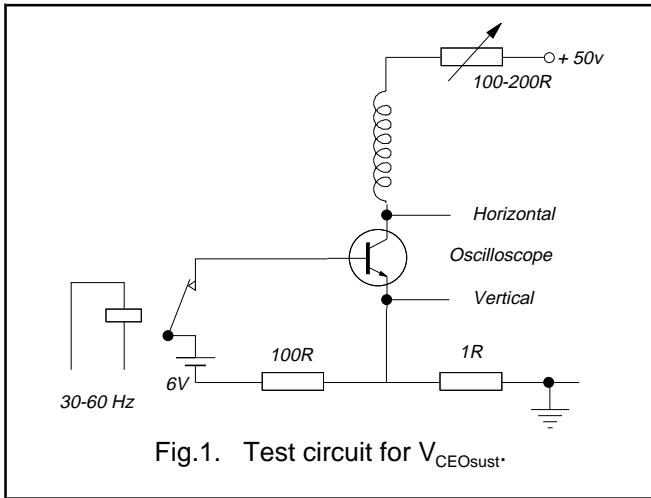 + 50v
100-200R
Horizontal
Oscilloscope
Vertical
100R
1R
6V
30-60 Hz
Fig.1. Test circuit for VCEOsust.